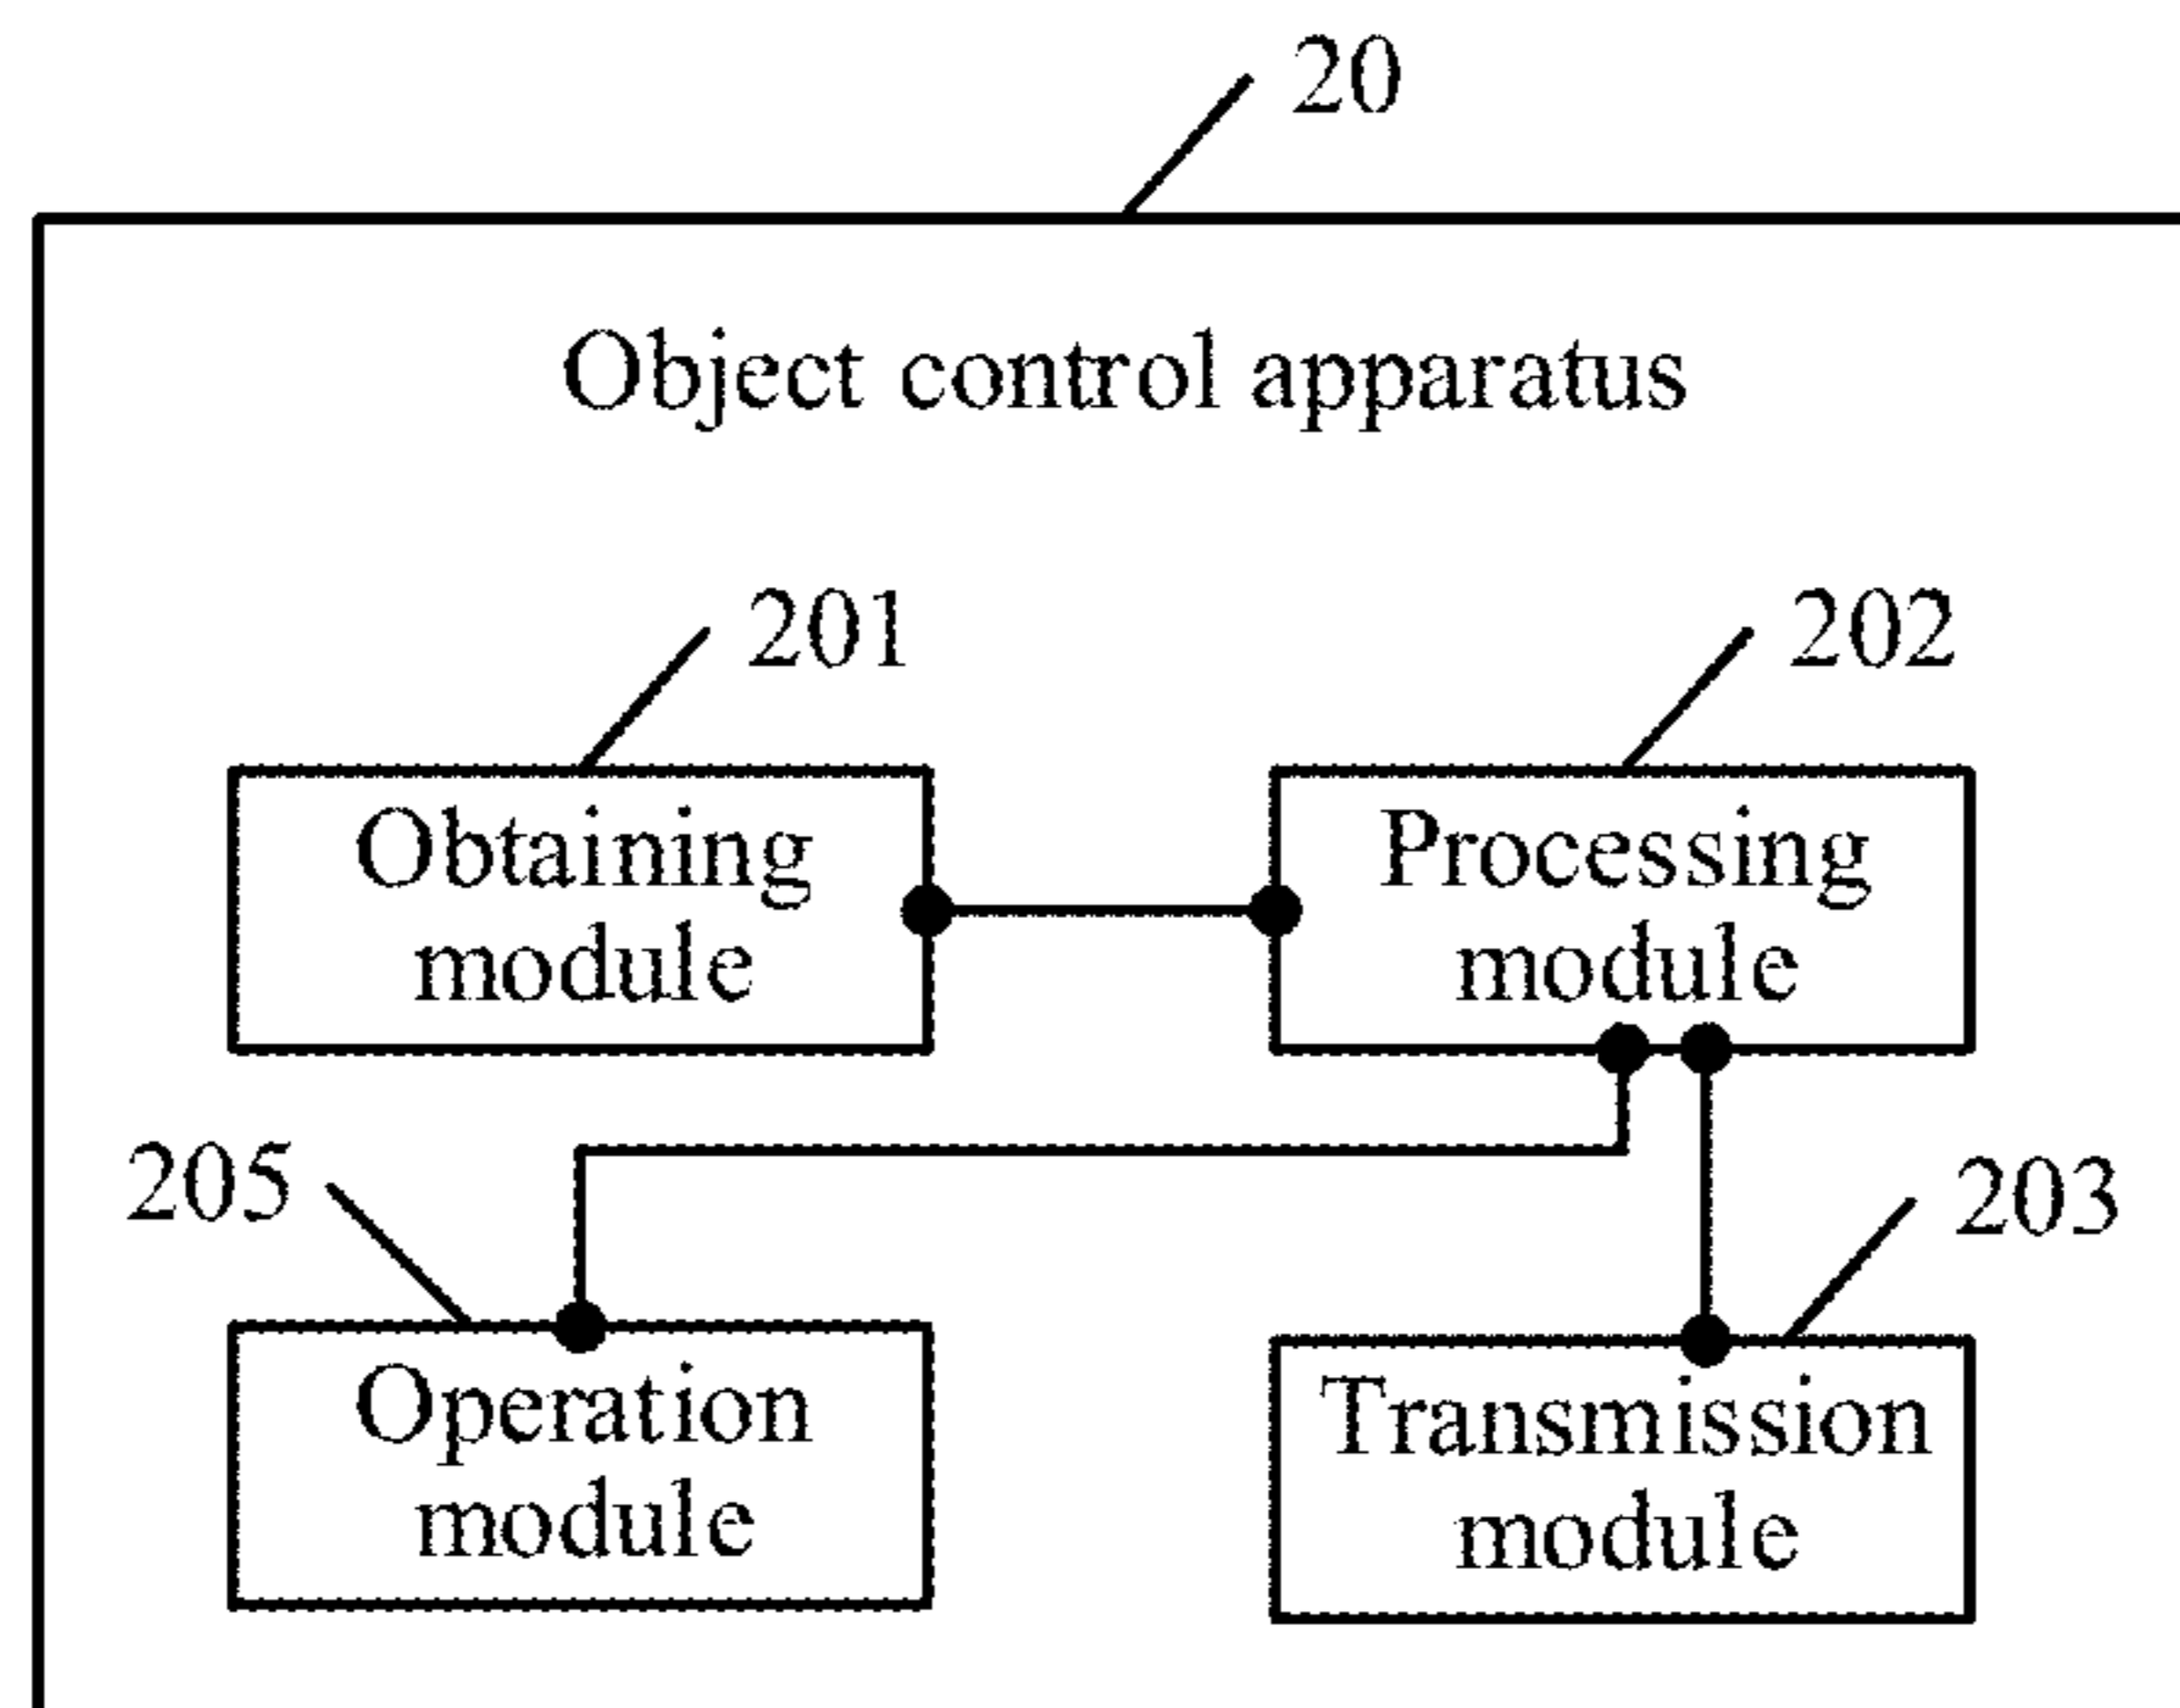 20
Object control apparatus
201
202
Obtaining
module
Processing
module
205
203
Operation
module
Transmission
module